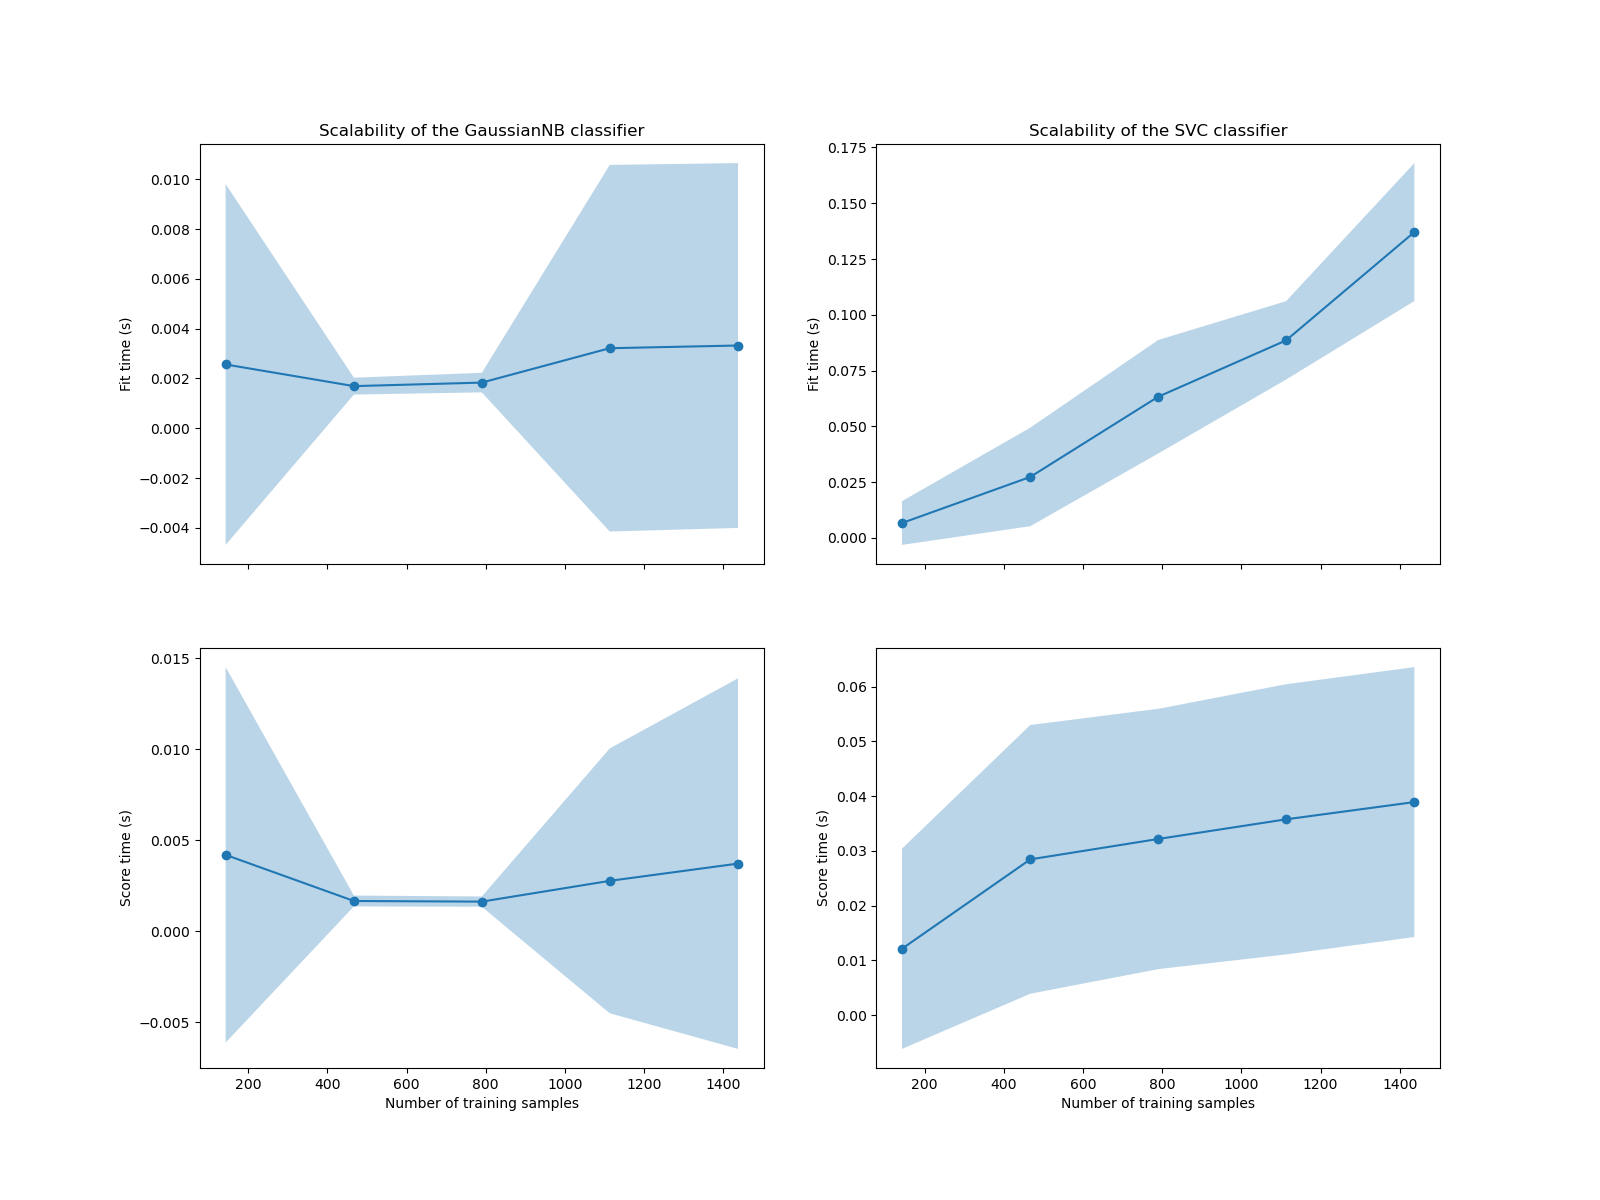 Scalability of the GaussianNB classifier
0.010
0.008
0.006
0.004
0.002
0.000
−0.002
−0.004
Fit time (s)
Scalability of the SVC classifier
0.175
0.150
0.125
0.100
0.075
0.050
0.025
0.000
Fit time (s)
0.015
0.010
0.005
0.000
−0.005
Score time (s)
200 400 600 800 1000 1200 1400
Number of training samples
0.06
0.05
0.04
0.03
0.02
0.01
0.00
Score time (s)
200 400 600 800 1000 1200 1400
Number of training samples